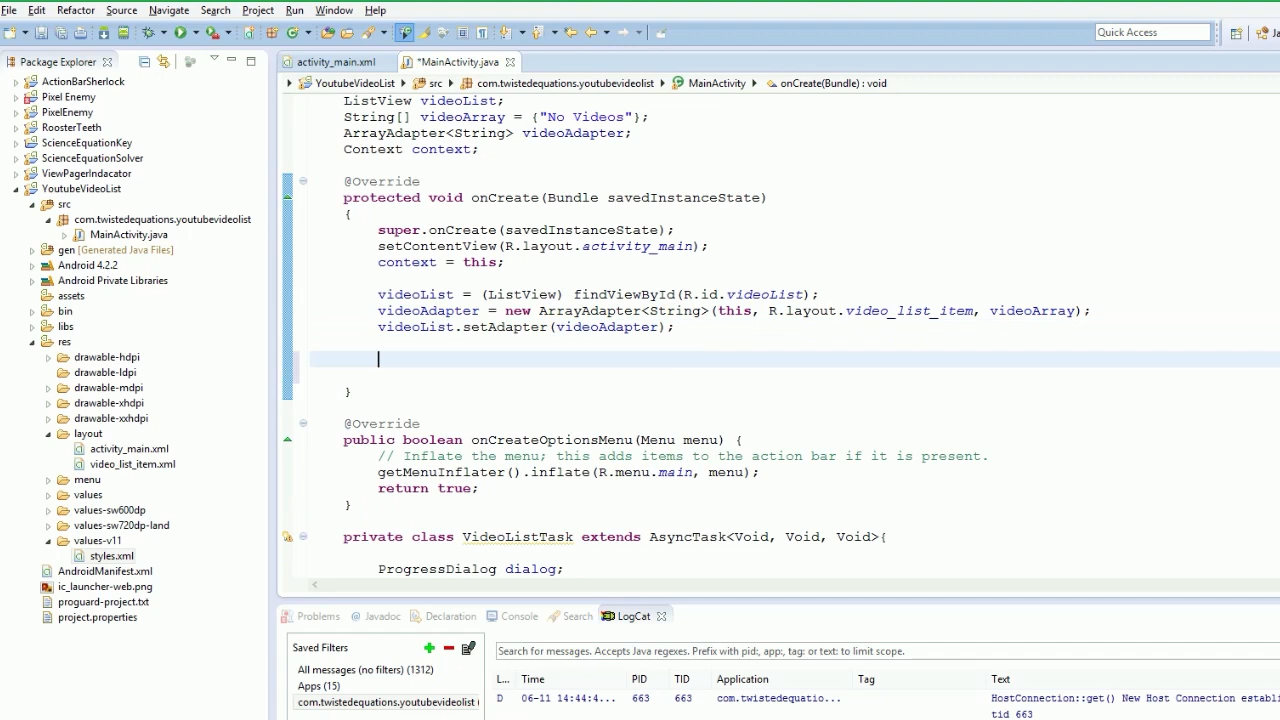 File Edit Refactor Source Navigate Search Project Run Window Help
Quick Access
Package Explorer
activity_main.xml *MainActivity.java
YoutubeVideoList src com.twistedequations.youtubevideolist MainActivity onCreate(Bundle) : void
ActionBarSherlock
Pixel Enemy
PixelEnemy
RoosterTeeth
ScienceEquationKey
ScienceEquationSolver
ViewPagerIndacator
YoutubeVideoList
src
com.twistedequations.youtubevideolist
MainActivity.java
gen [Generated Java Files]
Android 4.2.2
Android Private Libraries
assets
bin
libs
res
drawable-hdpi
drawable-ldpi
drawable-mdpi
drawable-xhdpi
drawable-xxhdpi
layout
activity_main.xml
video_list_item.xml
menu
values
values-sw600dp
values-sw720dp-land
values-v11
styles.xml
AndroidManifest.xml
ic_launcher-web.png
proguard-project.txt
project.properties
ListView videoList;
String[] videoArray = {"No Videos"};
ArrayAdapter<String> videoAdapter;
Context context;
@Override
protected void onCreate(Bundle savedInstanceState)
{
super.onCreate(savedInstanceState);
setContentView(R.layout.activity_main);
context = this;
videoList = (ListView) findViewById(R.id.videoList);
videoAdapter = new ArrayAdapter<String>(this, R.layout.video_list_item, videoArray);
videoList.setAdapter(videoAdapter);
}
@Override
public boolean onCreateOptionsMenu(Menu menu) {
// Inflate the menu; this adds items to the action bar if it is present.
getMenuInflater().inflate(R.menu.main, menu);
return true;
}
private class VideoListTask extends AsyncTask<Void, Void, Void>{
ProgressDialog dialog;
Problems Javadoc Declaration Console Search LogCat
Saved Filters
All messages (no filters) (1312)
Apps (15)
com.twistedequations.youtubevideolist (
Search for messages. Accepts Java regexes. Prefix with pid:, app:, tag: or text: to limit scope.
L... Time PID TID Application Tag Text
D 06-11 14:44:4... 663 663 com.twistedequatio... HostConnection::get() New Host Connection establi
tid 663